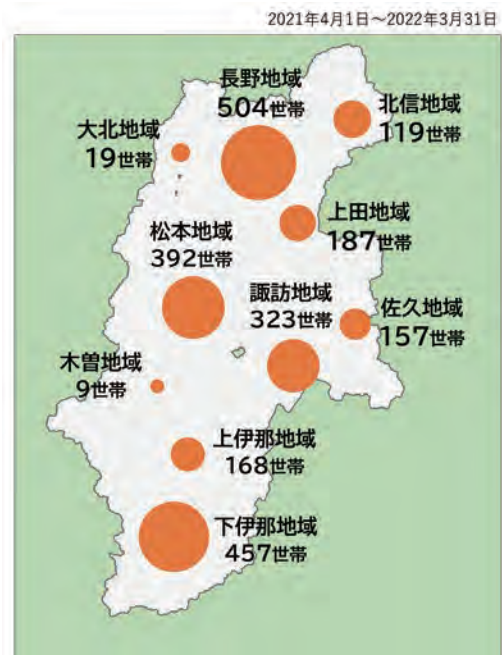 2021年4月1日～2022年3月31日
長野地域
504世帯
北信地域
119世帯
大北地域
19世帯
上田地域
187世帯
松本地域
392世帯
諏訪地域
323世帯
佐久地域
157世帯
木曽地域
9世帯
上伊那地域
168世帯
下伊那地域
457世帯